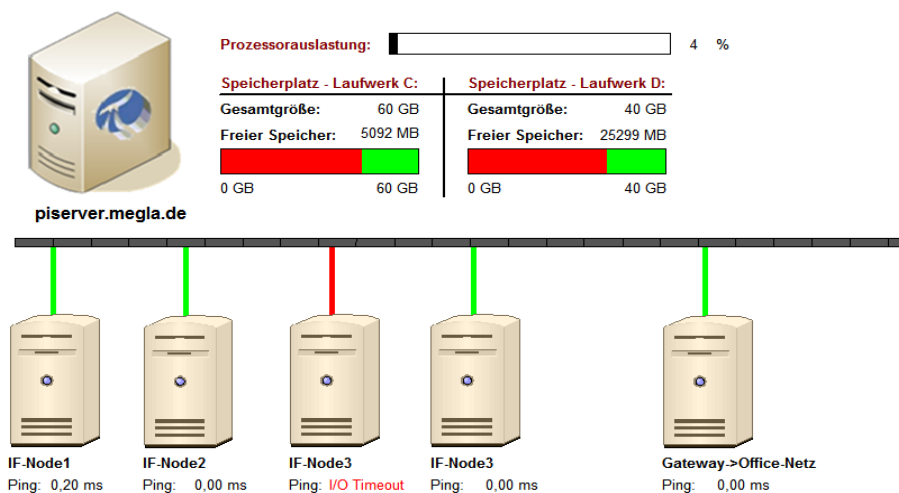 Prozessorauslastung: 4 %
Speicherplatz - Laufwerk C: Speicherplatz - Laufwerk D:
Gesamtgröße: 60 GB Gesamtgröße: 40 GB
Freier Speicher: 5092 MB Freier Speicher: 25299 MB
0 GB 60 GB 0 GB 40 GB
piserver.megla.de
IF-Node1 IF-Node2 IF-Node3 IF-Node3 Gateway->Office-Netz
Ping: 0,20 ms Ping: 0,00 ms Ping: I/O Timeout Ping: 0,00 ms Ping: 0,00 ms